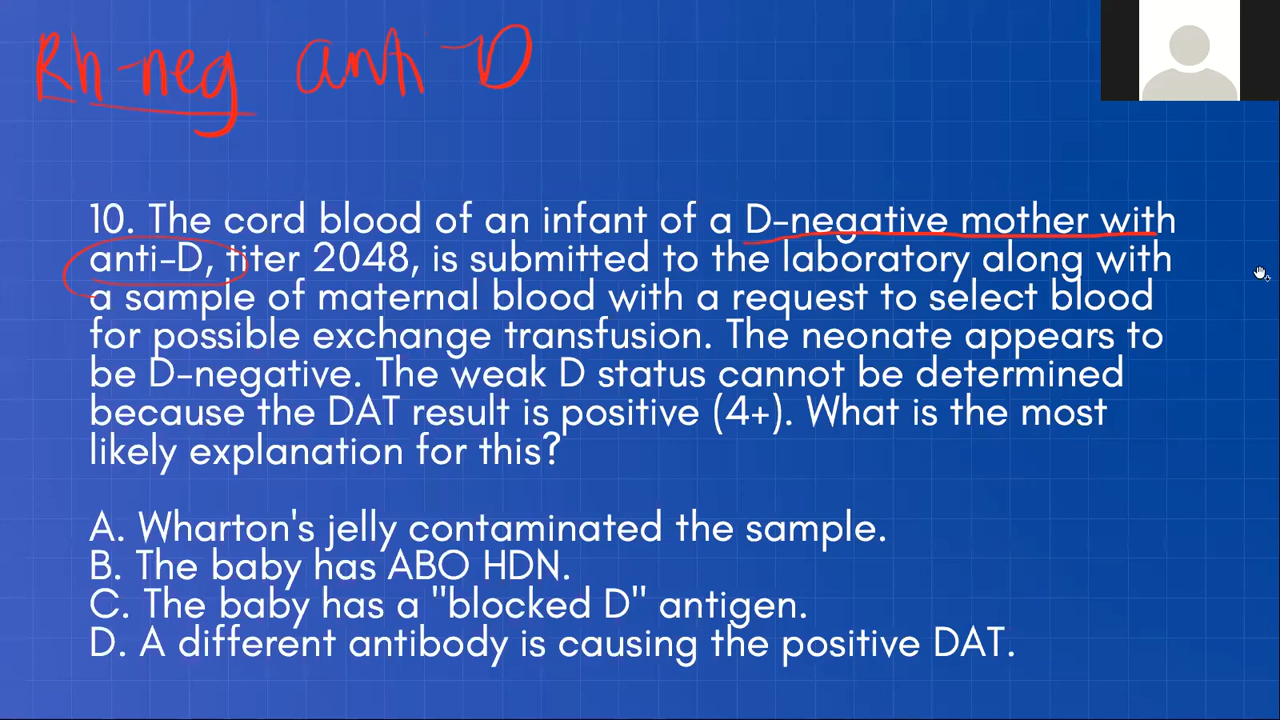 Rh-neg anti-D
10. The cord blood of an infant of a D-negative mother with
anti-D, titer 2048, is submitted to the laboratory along with
a sample of maternal blood with a request to select blood
for possible exchange transfusion. The neonate appears to
be D-negative. The weak D status cannot be determined
because the DAT result is positive (4+). What is the most
likely explanation for this?
A. Wharton's jelly contaminated the sample.
B. The baby has ABO HDN.
C. The baby has a "blocked D" antigen.
D. A different antibody is causing the positive DAT.